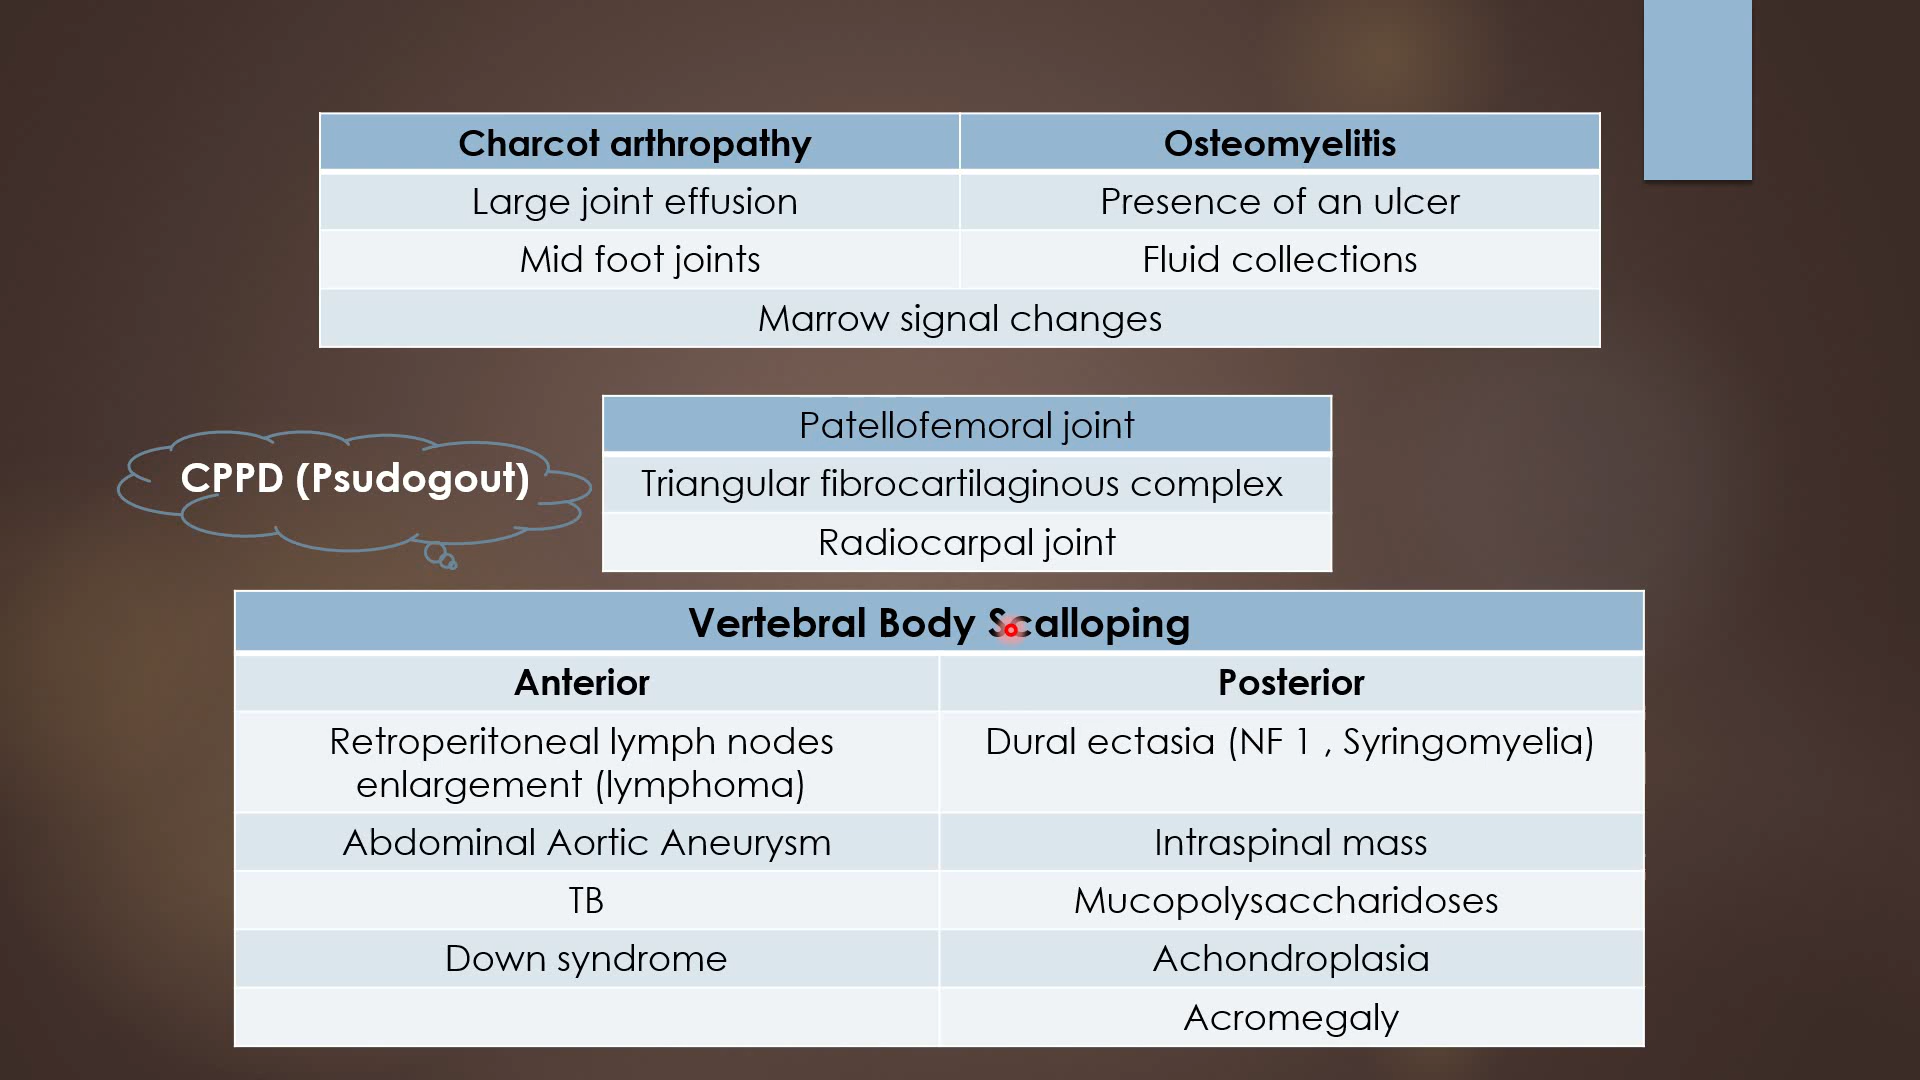 Charcot arthropathy
Osteomyelitis
Large joint effusion
Presence of an ulcer
Mid foot joints
Fluid collections
Marrow signal changes
CPPD (Psudogout)
Patellofemoral joint
Triangular fibrocartilaginous complex
Radiocarpal joint
Vertebral Body Scalloping
Anterior
Posterior
Retroperitoneal lymph nodes
enlargement (lymphoma)
Dural ectasia (NF 1 , Syringomyelia)
Abdominal Aortic Aneurysm
Intraspinal mass
TB
Mucopolysaccharidoses
Down syndrome
Achondroplasia
Acromegaly